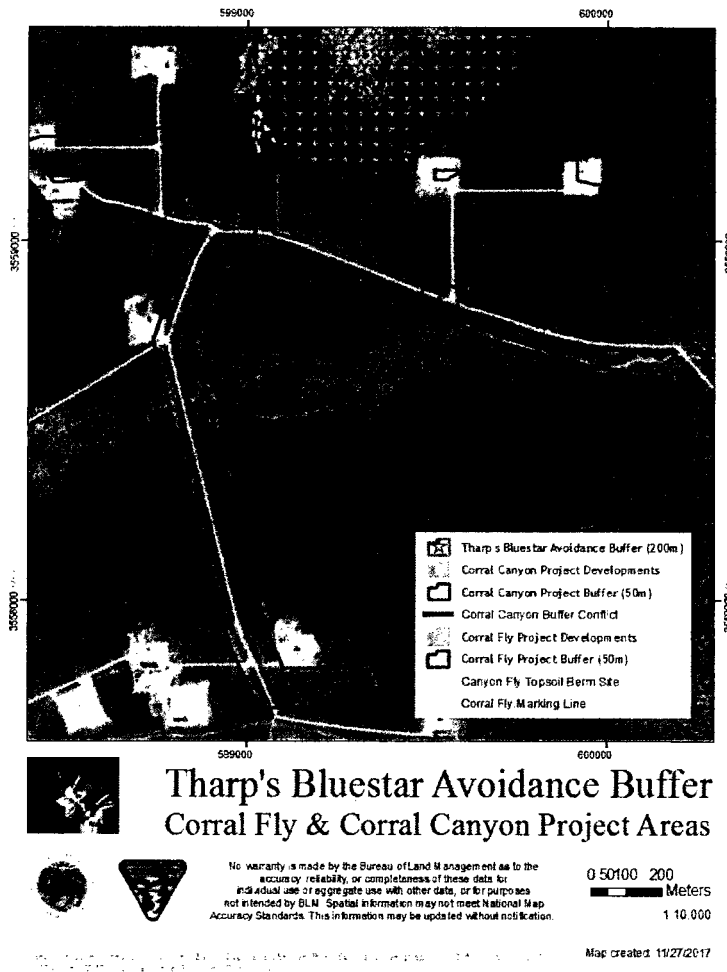 599000
600000
3559000
3558000
Tharp's Bluestar Avoidance Buffer (200m)
Corral Canyon Project Developments
Corral Canyon Project Buffer (50m)
Corral Canyon Buffer Conflict
Corral Fly Project Developments
Corral Fly Project Buffer (50m)
Canyon Fly Topsoil Berm Site
Corral Fly Marking Line
599000
600000
Tharp's Bluestar Avoidance Buffer
Corral Fly & Corral Canyon Project Areas
No warranty is made by the Bureau of Land Management as to the
accuracy, reliability, or completeness of these data for
individual use or aggregate use with other data, or for purposes
not intended by BLM. Spatial information may not meet National Map
Accuracy Standards. This information may be updated without notification.
0 50100 200
Meters
1:10,000
Map created: 11/27/2017